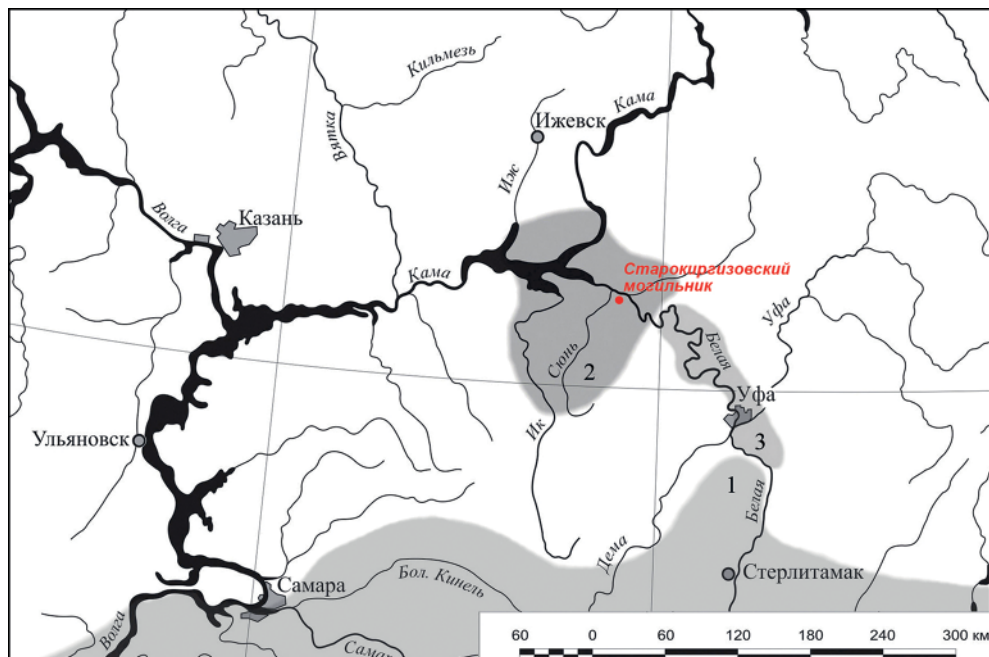 Кильмезь
Кама
Вятка
Ижевск
Иж
Волга
Казань
Кама
Старокиргизовский
могильник
Уфа
Сюнь
2
Белая
Уфа
Ик
Ульяновск
3
1
Белая
Дема
Стерлитамак
Бол. Кинель
Самара
Волга
Самар
60 0 60 120 180 240 300 км